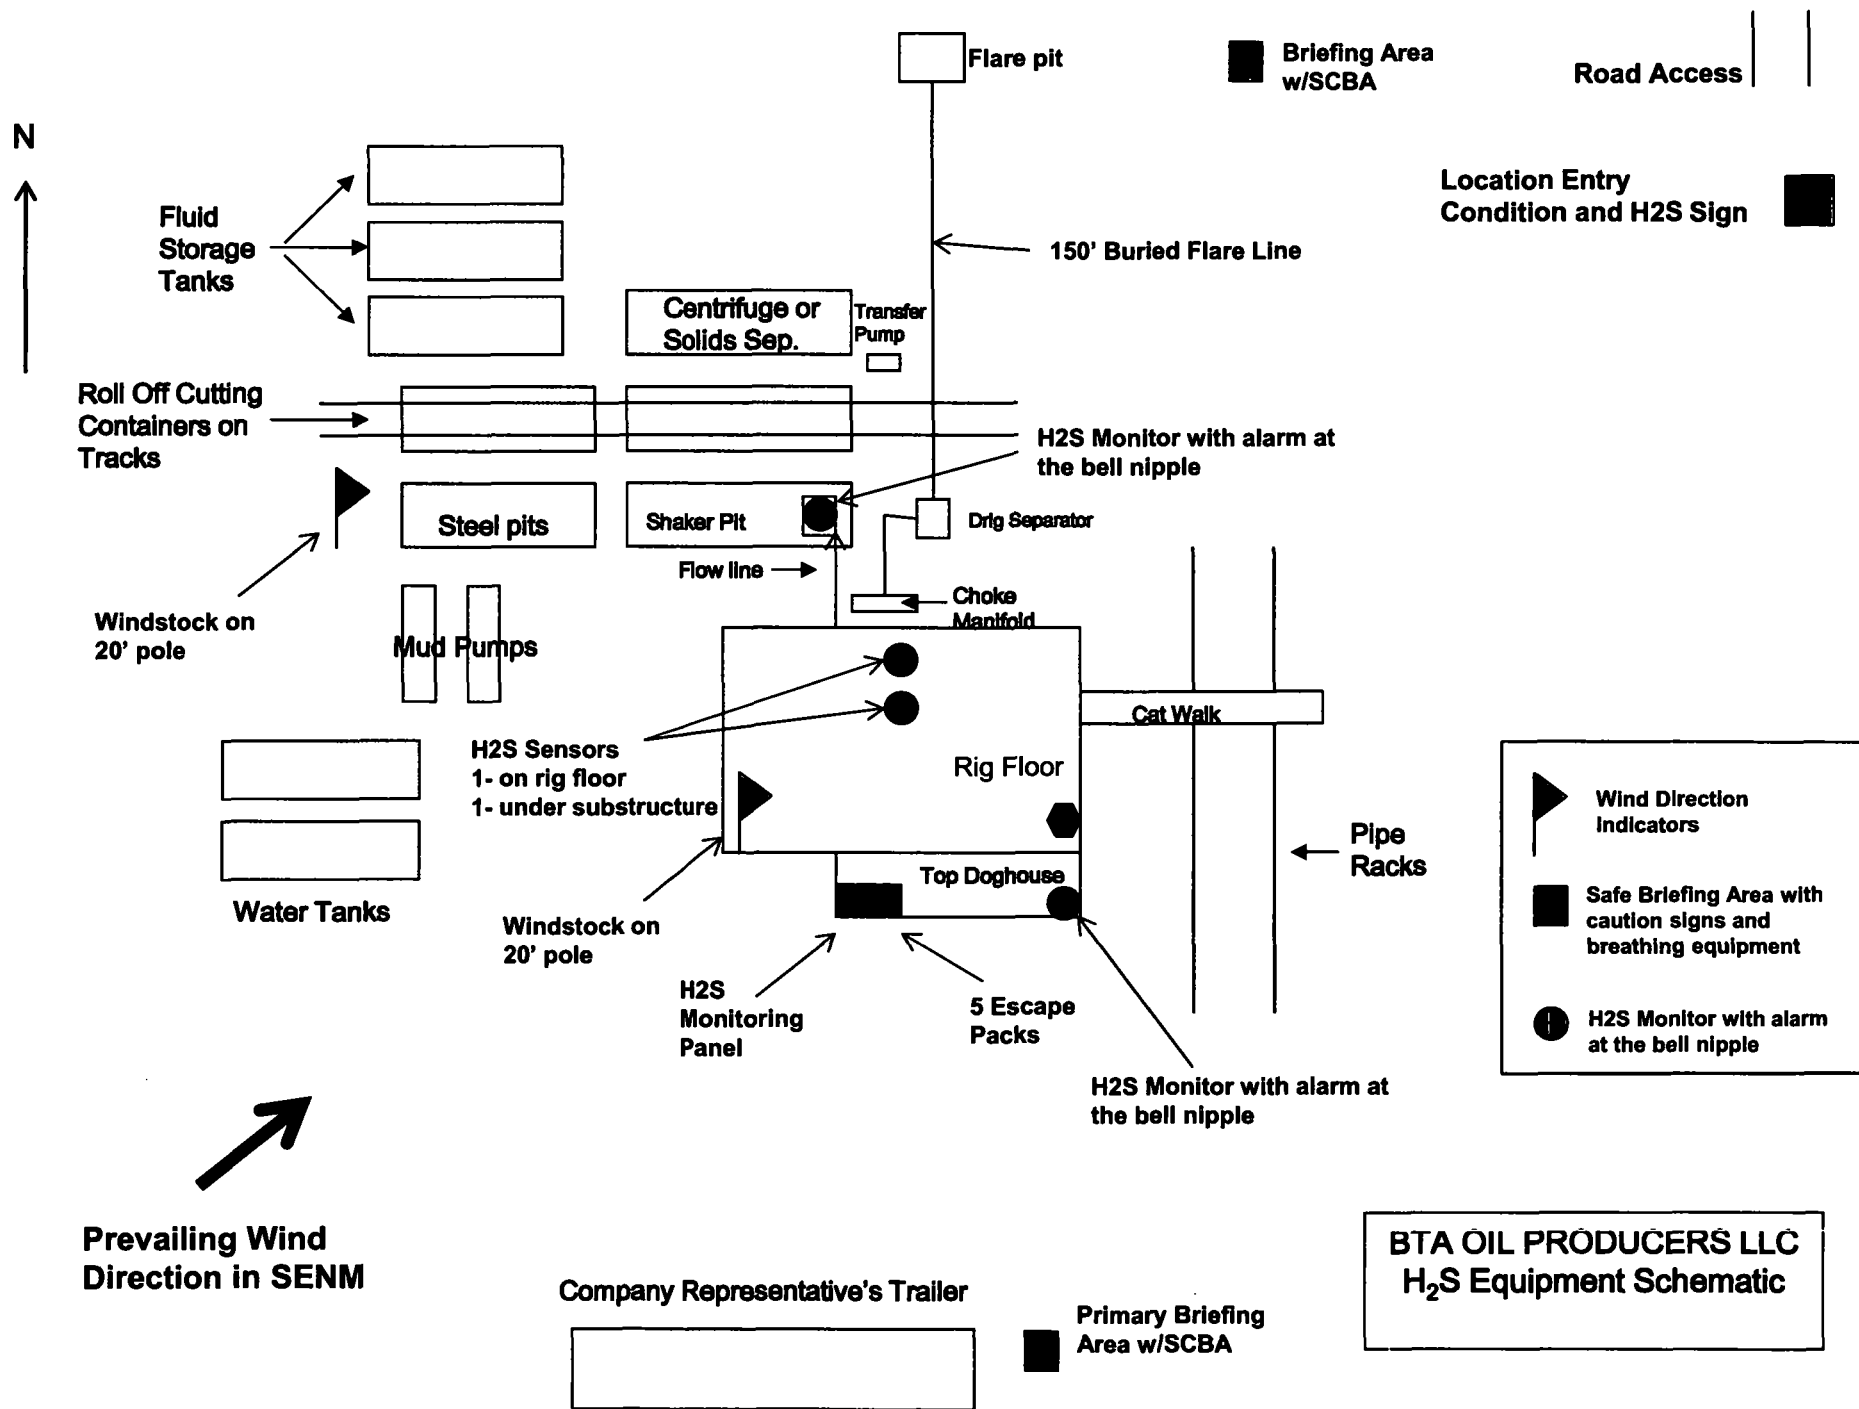 Flare pit
Briefing Area
w/SCBA
Road Access
N
Location Entry
Condition and H2S Sign
Fluid
Storage
Tanks
150' Buried Flare Line
Centrifuge or
Solids Sep.
Transfer
Pump
Roll Off Cutting
Containers on
Tracks
H2S Monitor with alarm at
the bell nipple
Steel pits
Shaker Pit
Drlg Separator
Flow line
Choke
Manifold
Windstock on
20' pole
Mud Pumps
Cat Walk
H2S Sensors
1- on rig floor
1- under substructure
Rig Floor
Wind Direction
Indicators
Pipe
Racks
Top Doghouse
Safe Briefing Area with
caution signs and
breathing equipment
Water Tanks
Windstock on
20' pole
H2S
Monitoring
Panel
5 Escape
Packs
H2S Monitor with alarm
at the bell nipple
H2S Monitor with alarm at
the bell nipple
Prevailing Wind
Direction in SENM
BTA OIL PRODUCERS LLC
H₂S Equipment Schematic
Company Representative's Trailer
Primary Briefing
Area w/SCBA